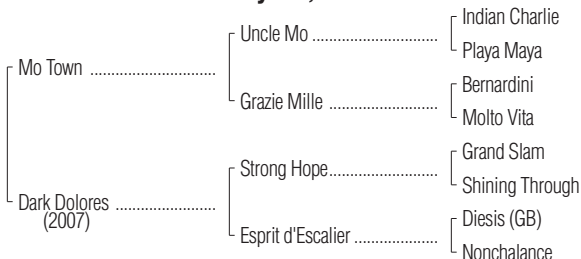 Indian Charlie
Uncle Mo ......................
Playa Maya
Mo Town ............................
Bernardini
Grazie Mille ...................
Molto Vita
Grand Slam
Strong Hope...................
Shining Through
Dark Dolores ......................
(2007)
Diesis (GB)
Esprit d'Escalier ..................
Nonchalance